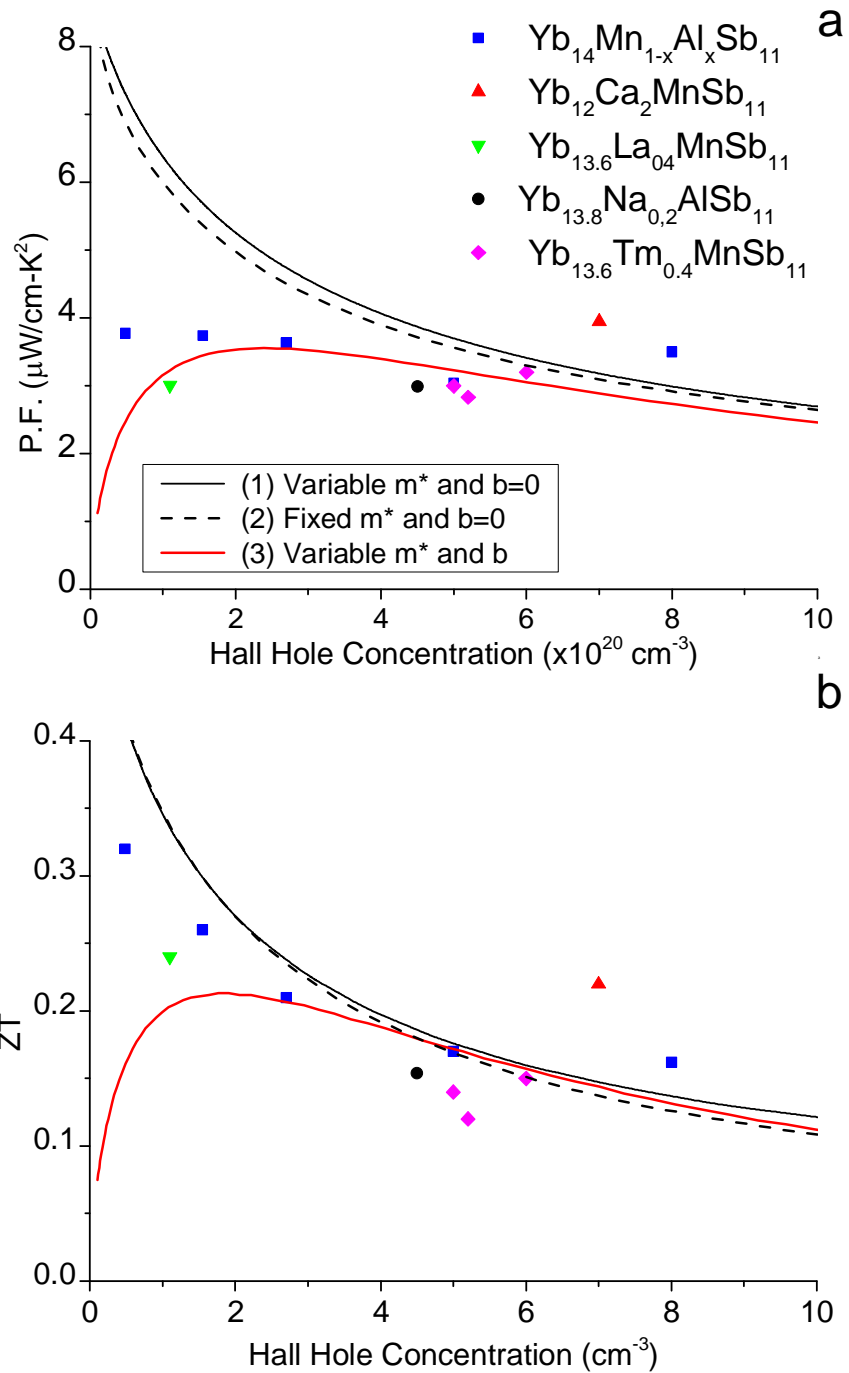 a
8
6
4
2
0
P.F. (μW/cm-K²)
Yb₁₄Mn₁₋ₓAlₓSb₁₁
Yb₁₂Ca₂MnSb₁₁
Yb₁₃.₆La₀₄MnSb₁₁
Yb₁₃.₈Na₀,₂AlSb₁₁
Yb₁₃.₆Tm₀.₄MnSb₁₁
(1) Variable m* and b=0
(2) Fixed m* and b=0
(3) Variable m* and b
0 2 4 6 8 10
Hall Hole Concentration (x10²⁰ cm⁻³)
b
0.4
0.3
0.2
0.1
0.0
ZT
0 2 4 6 8 10
Hall Hole Concentration (cm⁻³)